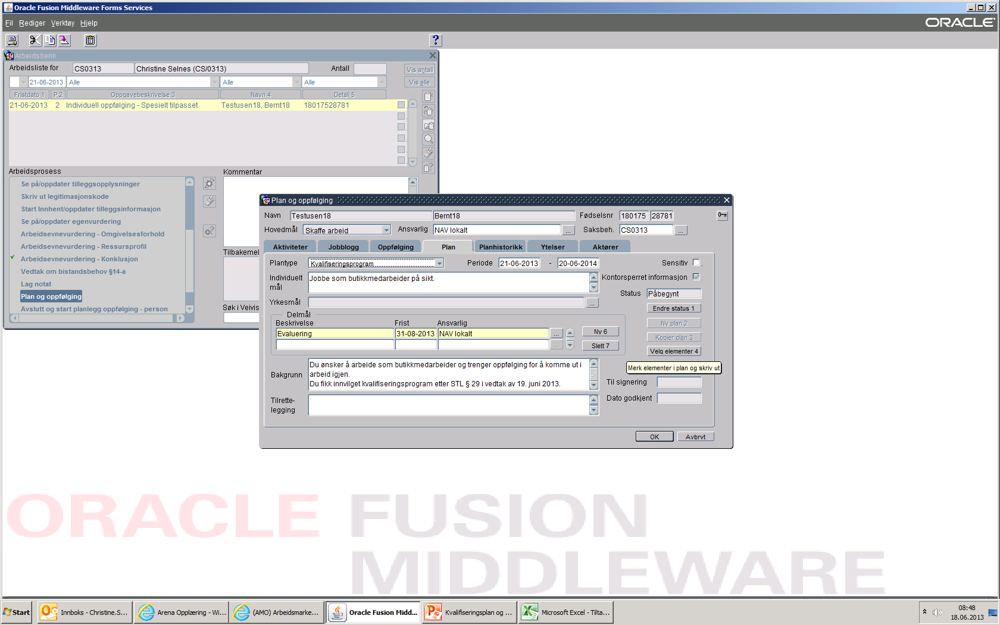 Oracle Fusion Middleware Forms Services
Fil Rediger Verktøy Hjelp
ORACLE
Arbeidsbenk
Arbeidsliste for CS0313 Christine Selnes (CS/0313) Antall Vis antall
21-06-2013 Alle Alle Alle Vis alle
Fristdato 1 P 2 Oppgavebeskrivelse 3 Navn 4 Detalj 5
21-06-2013 2 Individuell oppfølging - Spesielt tilpasset Testusen18, Bernt18 18017528781
Arbeidsprosess
Se på/oppdater tilleggsopplysninger
Skriv ut legitimasjonskode
Start Innhent/oppdater tilleggsinformasjon
Se på/oppdater egenvurdering
Arbeidsevnevurdering - Omgivelsesforhold
Arbeidsevnevurdering - Ressursprofil
Arbeidsevnevurdering - Konklusjon
Vedtak om bistandsbehov §14-a
Lag notat
Plan og oppfølging
Avslutt og start planlegg oppfølging - person
Kommentar
Tilbakemel
Søk i Veivis
Plan og oppfølging
Navn Testusen18 Bernt18 Fødselsnr 180175 28781
Hovedmål Skaffe arbeid Ansvarlig NAV lokalt ... Saksbeh. CS0313 ...
Aktiviteter Jobblogg Oppfølging Plan Planhistorikk Ytelser Aktører
Plantype Kvalifiseringsprogram Periode 21-06-2013 - 20-06-2014 Sensitiv
Individuelt mål Jobbe som butikkmedarbeider på sikt. Kontorsperret informasjon
Status Påbegynt
Yrkesmål ... Endre status 1
Delmål
Beskrivelse Frist Ansvarlig
Evaluering 31-08-2013 NAV lokalt ... Ny 6
... Slett 7
Ny plan 2
Kopier plan 3
Velg elementer 4
Merk elementer i plan og skriv ut
Bakgrunn
Du ønsker å arbeide som butikkmedarbeider og trenger oppfølging for å komme ut i
arbeid igjen.
Du fikk innvilget kvalifiseringsprogram etter STL § 29 i vedtak av 19. juni 2013.
Til signering
Dato godkjent
Tilrette-
legging
OK Avbryt
ORACLE FUSION
MIDDLEWARE
Start Innboks - Christine.S... Arena Opplæring - Wi... (AMO) Arbeidsmarke... Oracle Fusion Midd... Kvalifiseringsplan og ... Microsoft Excel - Tilta... 08:48
18.06.2013